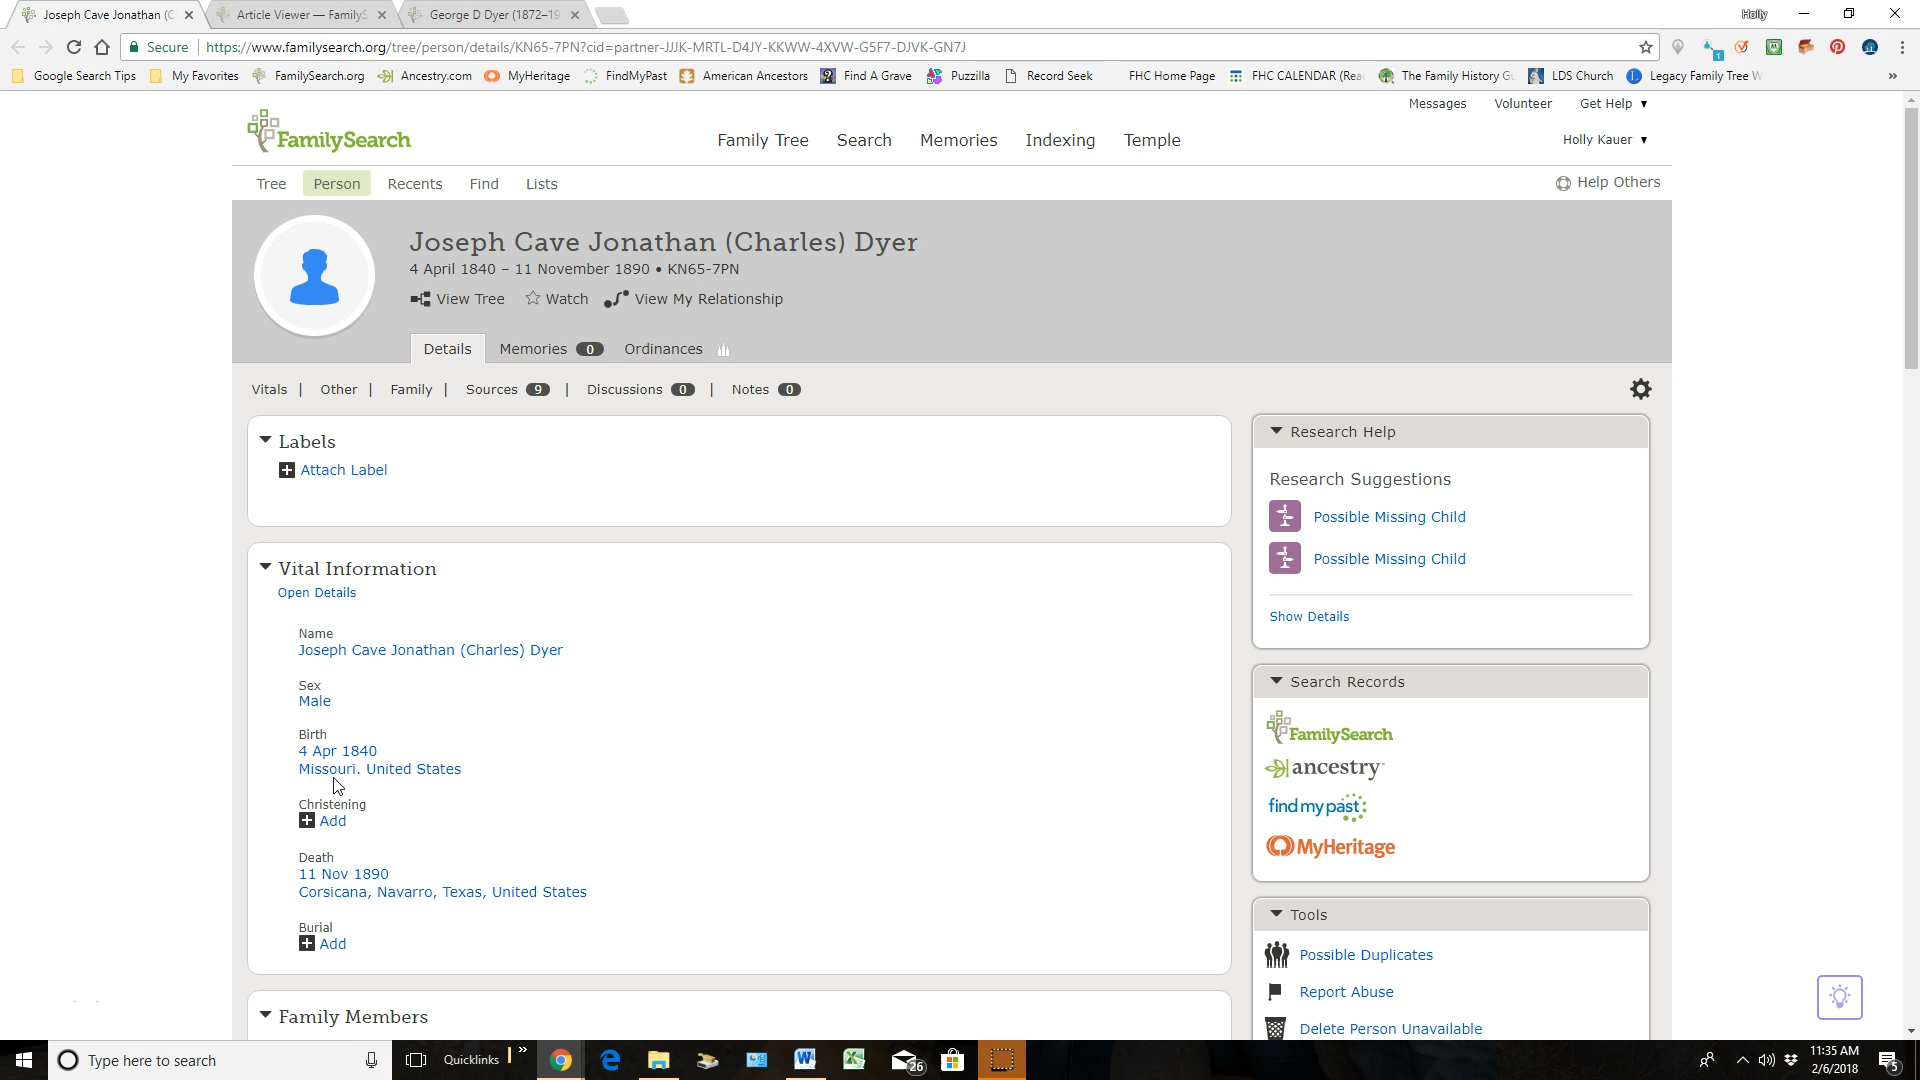 Joseph Cave Jonathan (C
Article Viewer — FamilyS
George D Dyer (1872–19
Holly
Secure
https://www.familysearch.org/tree/person/details/KN65-7PN?cid=partner-JJJK-MRTL-D4JY-KKWW-4XVW-G5F7-DJVK-GN7J
1
Google Search Tips
My Favorites
FamilySearch.org
Ancestry.com
MyHeritage
FindMyPast
American Ancestors
Find A Grave
Puzzilla
Record Seek
FHC Home Page
FHC CALENDAR (Rea
The Family History Gu
LDS Church
Legacy Family Tree W
»
Messages Volunteer Get Help
FamilySearch
Family Tree Search Memories Indexing Temple
Holly Kauer
Tree Person Recents Find Lists
Help Others
Joseph Cave Jonathan (Charles) Dyer
4 April 1840 – 11 November 1890 • KN65-7PN
View Tree Watch View My Relationship
Details Memories 0 Ordinances
Vitals | Other | Family | Sources 9 | Discussions 0 | Notes 0
Labels
Attach Label
Vital Information
Open Details
Name
Joseph Cave Jonathan (Charles) Dyer
Sex
Male
Birth
4 Apr 1840
Missouri. United States
Christening
Add
Death
11 Nov 1890
Corsicana, Navarro, Texas, United States
Burial
Add
Family Members
Research Help
Research Suggestions
Possible Missing Child
Possible Missing Child
Show Details
Search Records
FamilySearch
ancestry
findmypast
MyHeritage
Tools
Possible Duplicates
Report Abuse
Delete Person Unavailable
Type here to search
Quicklinks
»
26
11:35 AM
2/6/2018
5